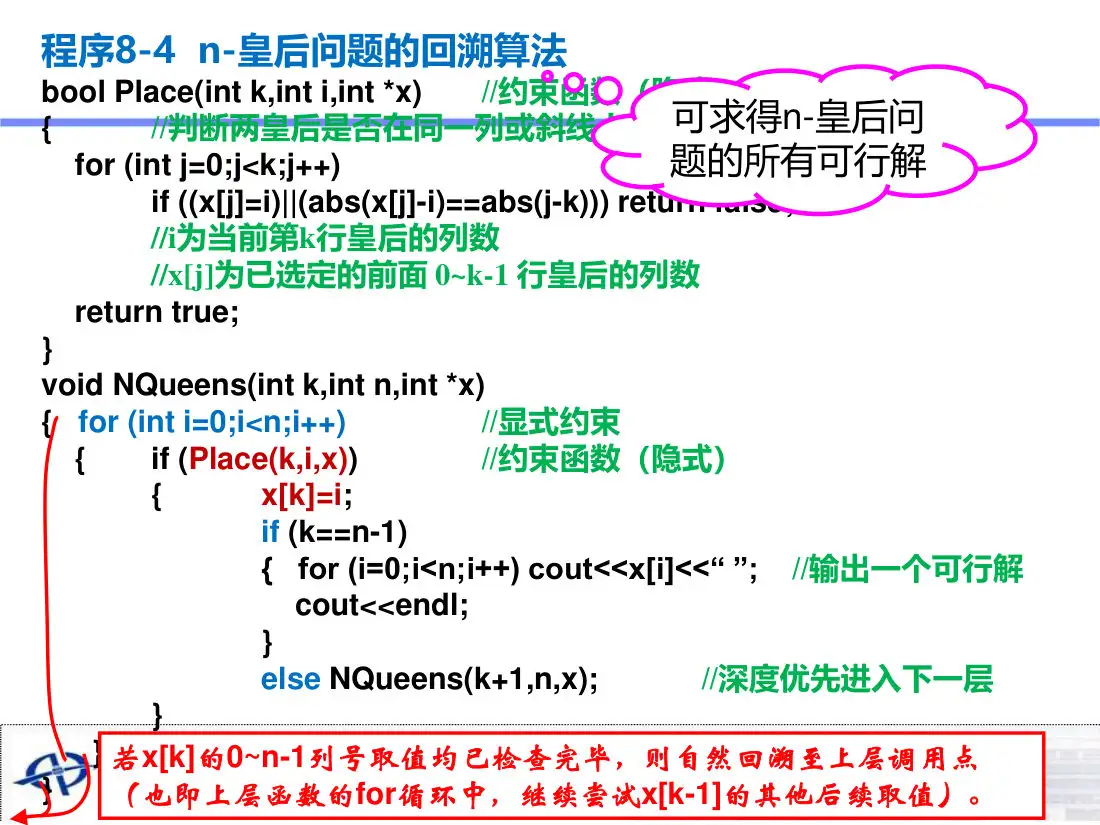 程序8-4 n-皇后问题的回溯算法
bool Place(int k,int i,int *x) //约束函数（
可求得n-皇后问
题的所有可行解
{ //判断两皇后是否在同一列或斜线
for (int j=0;j<k;j++)
if ((x[j]=i)||(abs(x[j]-i)==abs(j-k))) return false;
//i为当前第k行皇后的列数
//x[j]为已选定的前面 0~k-1 行皇后的列数
return true;
}
void NQueens(int k,int n,int *x)
{ for (int i=0;i<n;i++) //显式约束
{ if (Place(k,i,x)) //约束函数（隐式）
{ x[k]=i;
if (k==n-1)
{ for (i=0;i<n;i++) cout<<x[i]<<“ ”; //输出一个可行解
cout<<endl;
}
else NQueens(k+1,n,x); //深度优先进入下一层
}
}
}
若x[k]的0~n-1列号取值均已检查完毕，则自然回溯至上层调用点
（也即上层函数的for循环中，继续尝试x[k-1]的其他后续取值）。